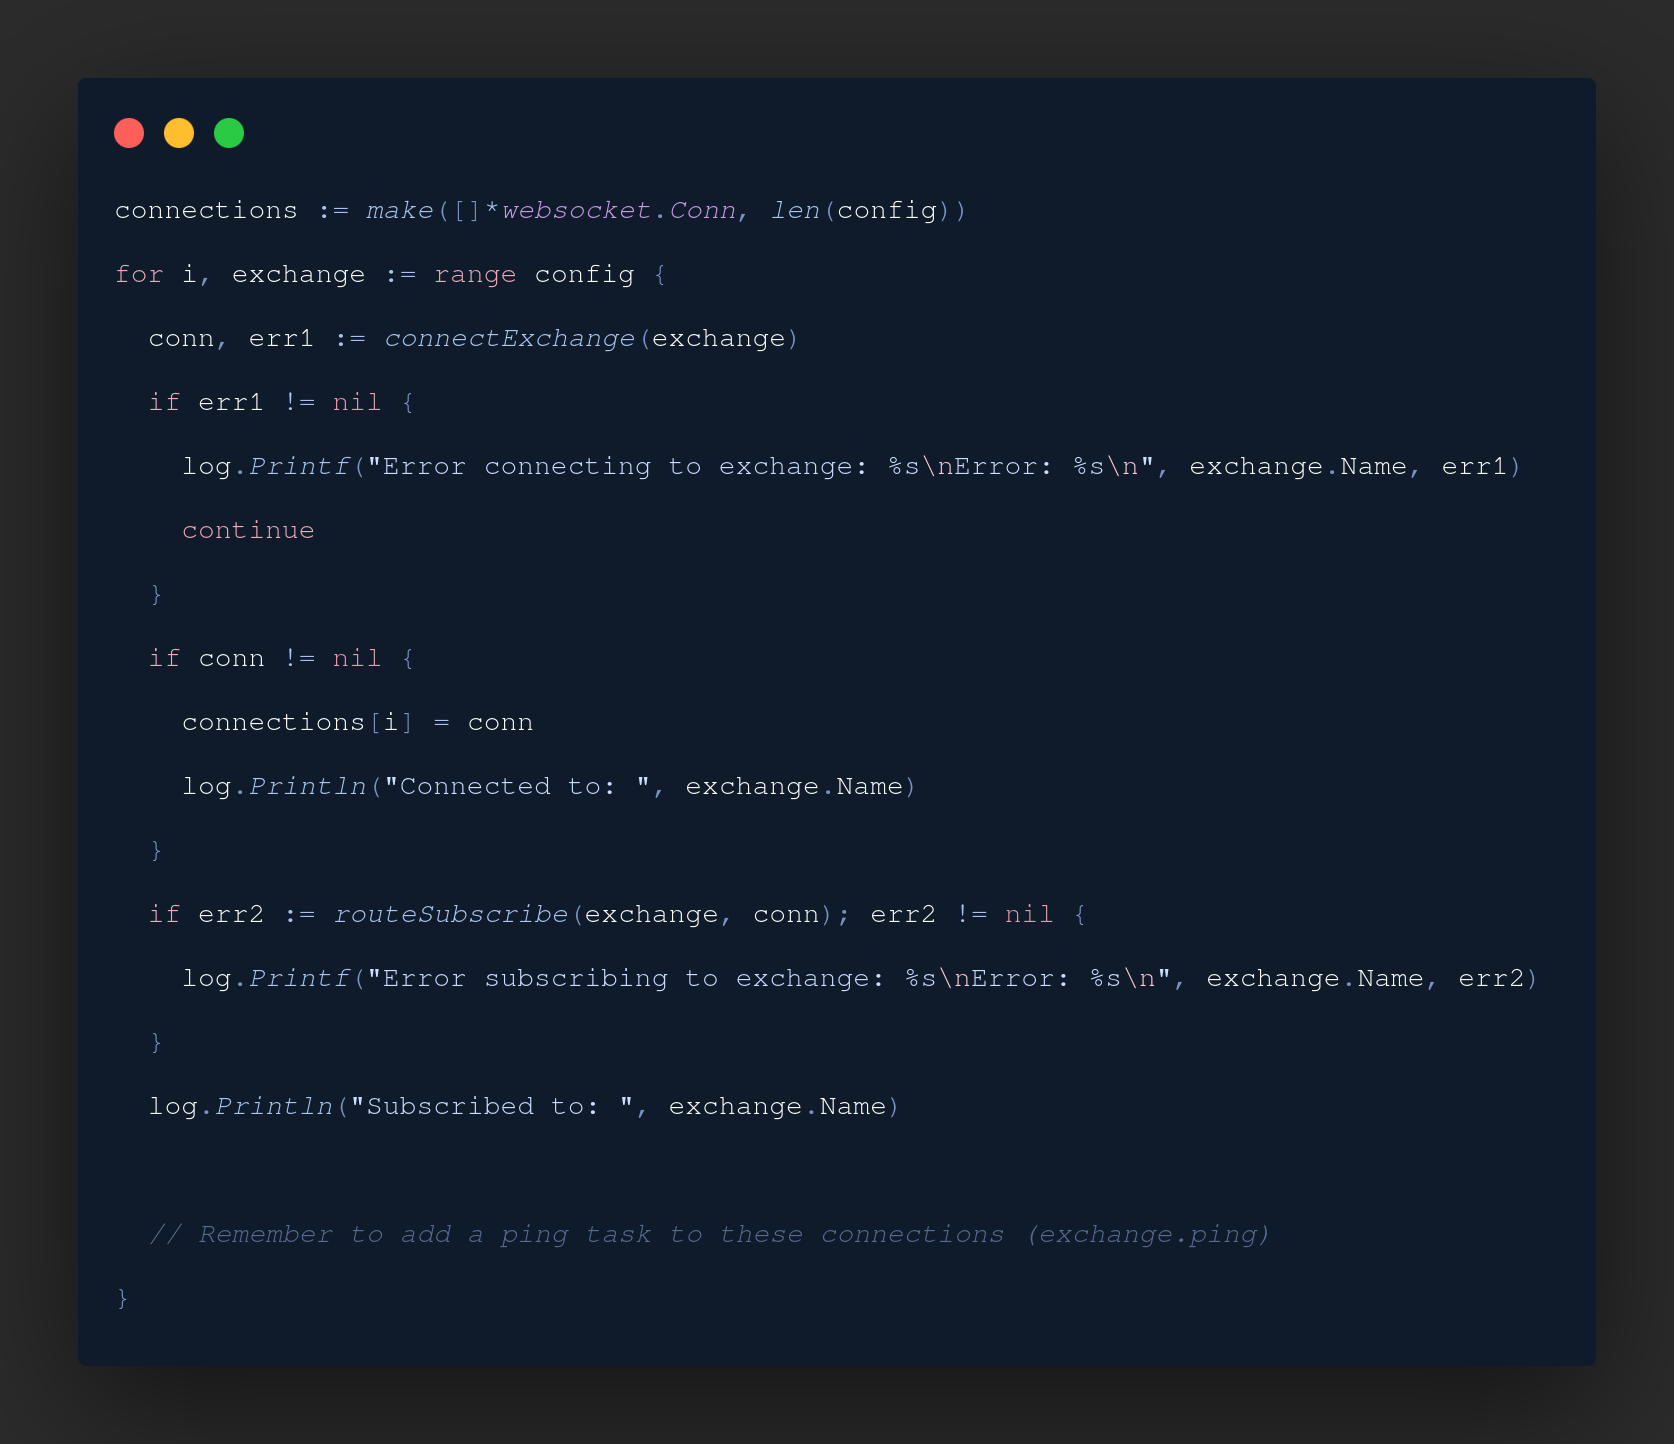 connections := make([]*websocket.Conn, len(config))
for i, exchange := range config {
  conn, err1 := connectExchange(exchange)
  if err1 != nil {
    log.Printf("Error connecting to exchange: %s\nError: %s\n", exchange.Name, err1)
    continue
  }
  if conn != nil {
    connections[i] = conn
    log.Println("Connected to: ", exchange.Name)
  }
  if err2 := routeSubscribe(exchange, conn); err2 != nil {
    log.Printf("Error subscribing to exchange: %s\nError: %s\n", exchange.Name, err2)
  }
  log.Println("Subscribed to: ", exchange.Name)

  // Remember to add a ping task to these connections (exchange.ping)
}